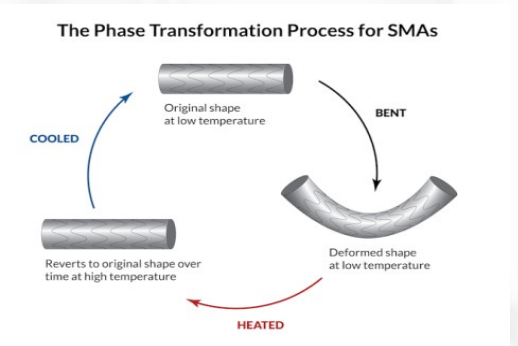 The Phase Transformation Process for SMAs
Original shape
at low temperature
BENT
COOLED
Deformed shape
at low temperature
Reverts to original shape over
time at high temperature
HEATED